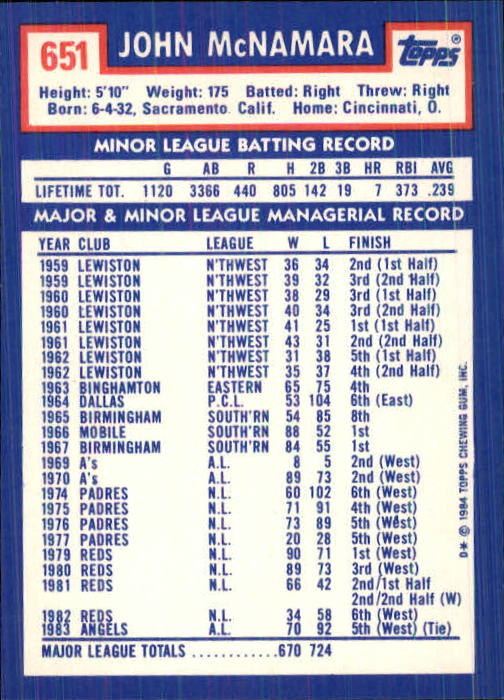 651 JOHN McNAMARA topps®
Height: 5'10" Weight: 175 Batted: Right Threw: Right
Born: 6-4-32, Sacramento, Calif. Home: Cincinnati, O.
MINOR LEAGUE BATTING RECORD
G AB R H 2B 3B HR RBI AVG
LIFETIME TOT. 1120 3366 440 805 142 19 7 373 .239
MAJOR & MINOR LEAGUE MANAGERIAL RECORD
YEAR CLUB LEAGUE W L FINISH
1959 LEWISTON N'THWEST 36 34 2nd (1st Half)
1959 LEWISTON N'THWEST 39 32 3rd (2nd Half)
1960 LEWISTON N'THWEST 38 29 3rd (1st Half)
1960 LEWISTON N'THWEST 40 34 3rd (2nd Half)
1961 LEWISTON N'THWEST 41 25 1st (1st Half)
1961 LEWISTON N'THWEST 43 31 2nd (2nd Half)
1962 LEWISTON N'THWEST 31 38 5th (1st Half)
1962 LEWISTON N'THWEST 35 37 4th (2nd Half)
1963 BINGHAMTON EASTERN 65 75 4th
1964 DALLAS P.C.L. 53 104 6th (East)
1965 BIRMINGHAM SOUTH'RN 54 85 8th
1966 MOBILE SOUTH'RN 88 52 1st
1967 BIRMINGHAM SOUTH'RN 84 55 1st
1969 A's A.L. 8 5 2nd (West)
1970 A's A.L. 89 73 2nd (West)
1974 PADRES N.L. 60 102 6th (West)
1975 PADRES N.L. 71 91 4th (West)
1976 PADRES N.L. 73 89 5th (West)
1977 PADRES N.L. 20 28 5th (West)
1979 REDS N.L. 90 71 1st (West)
1980 REDS N.L. 89 73 3rd (West)
1981 REDS N.L. 66 42 2nd/1st Half
2nd/2nd Half (W)
1982 REDS N.L. 34 58 6th (West)
1983 ANGELS A.L. 70 92 5th (West) (Tie)
MAJOR LEAGUE TOTALS ............670 724
D* © 1984 TOPPS CHEWING GUM, INC.